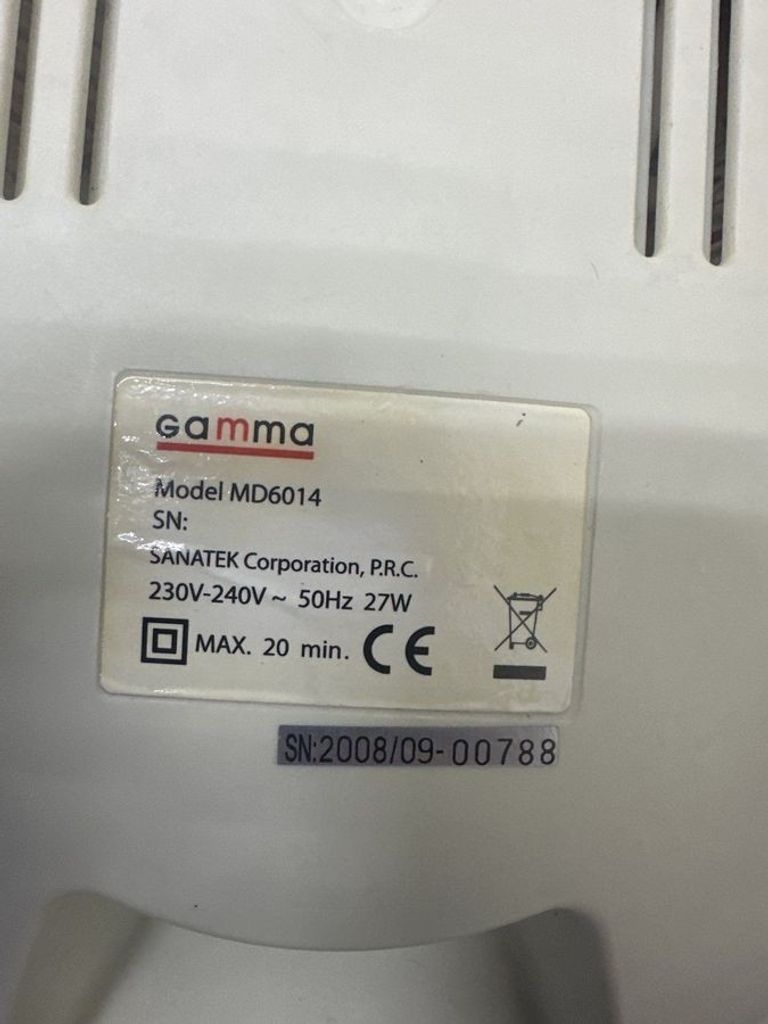 Gamma
Model MD6014
SN:
SANATEK Corporation, P.R.C.
230V-240V ~ 50Hz 27W
MAX. 20 min. CE
SN:2008/09-00788